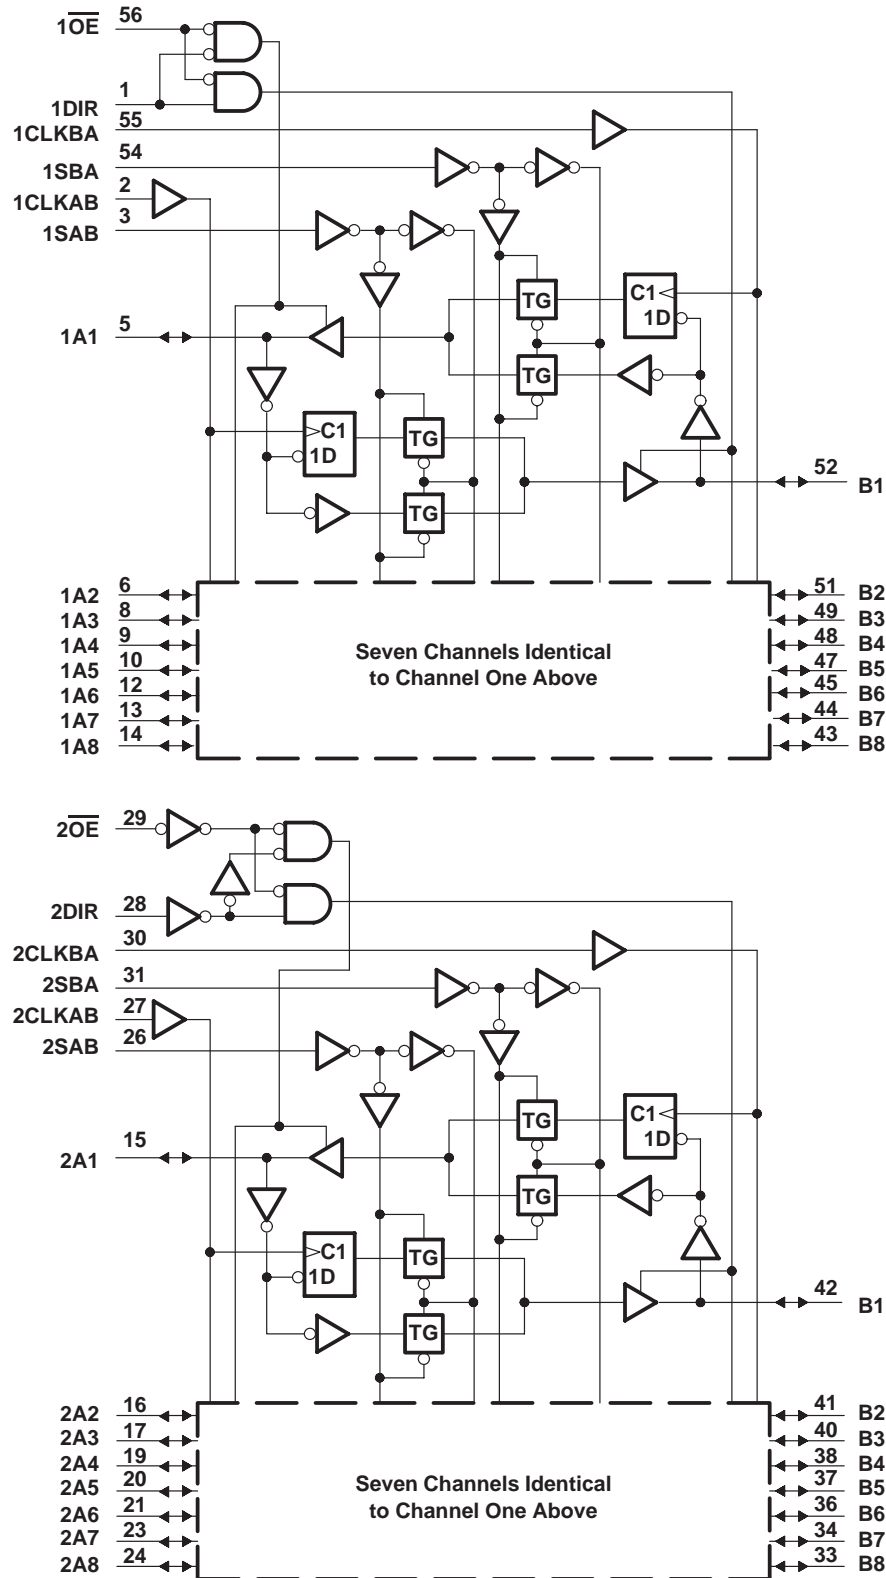 56
1OE
1
1DIR
55
1CLKBA
54
1SBA
2
1CLKAB
3
1SAB
TG
C1
1D
5
1A1
TG
TG
C1
1D
52
B1
TG
6
1A2
51
B2
8
1A3
49
B3
9
1A4
48
B4
Seven Channels Identical
to Channel One Above
10
1A5
47
B5
12
1A6
45
B6
13
1A7
44
B7
14
1A8
43
B8
29
2OE
28
2DIR
30
2CLKBA
31
2SBA
27
2CLKAB
26
2SAB
TG
C1
1D
15
2A1
TG
TG
C1
1D
42
B1
TG
16
2A2
41
B2
17
2A3
40
B3
19
2A4
38
B4
Seven Channels Identical
to Channel One Above
20
2A5
37
B5
21
2A6
36
B6
23
2A7
34
B7
24
2A8
33
B8